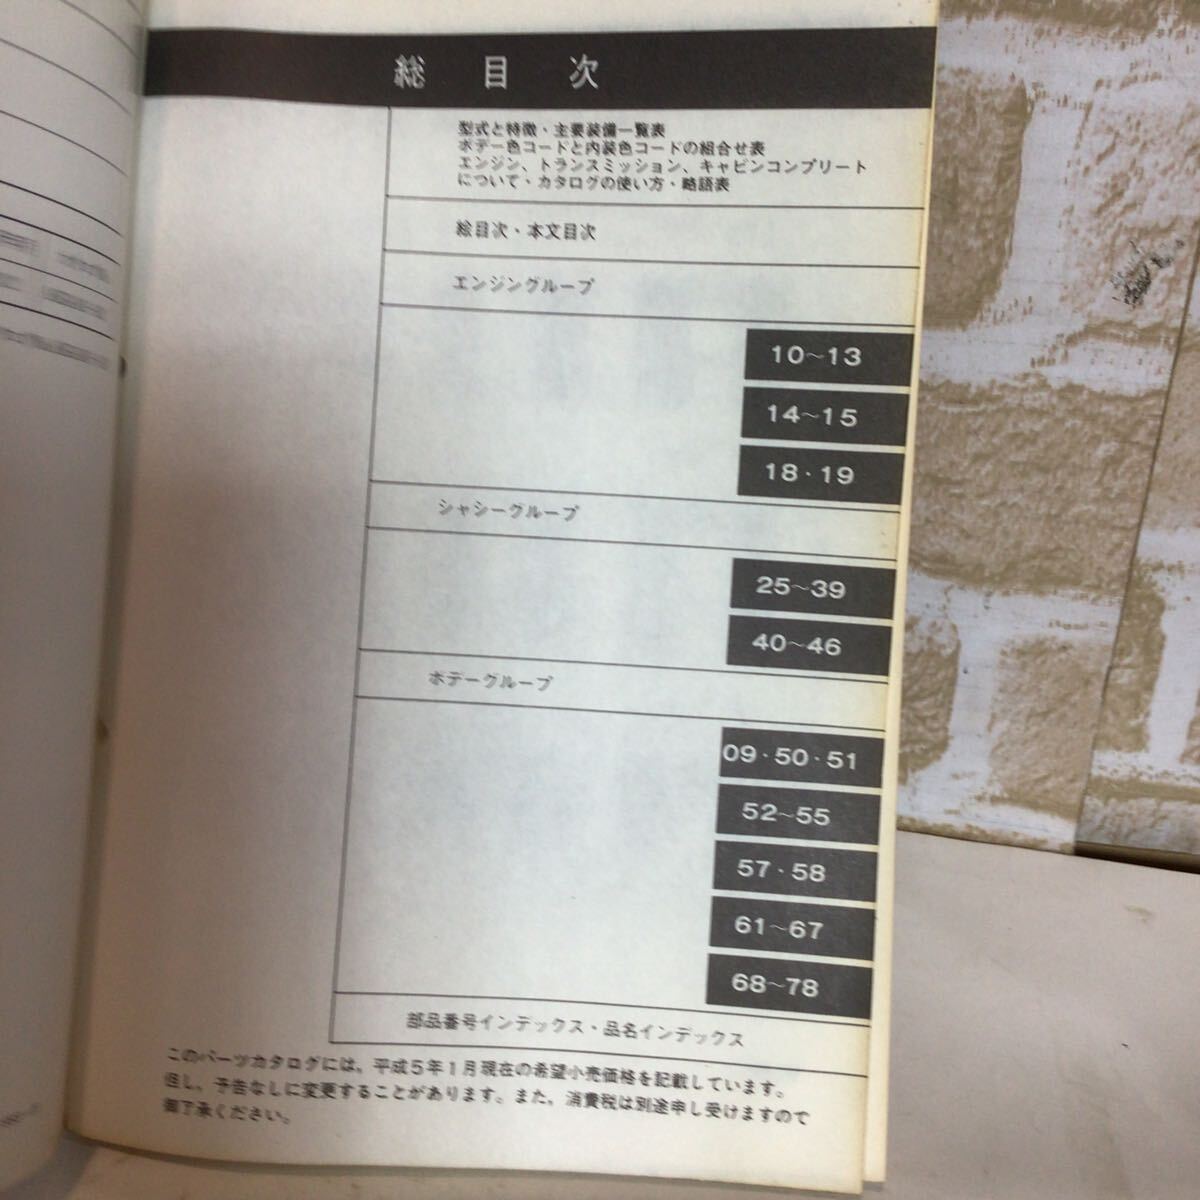 総目次
型式と特徴・主要装備一覧表
ボデー色コードと内装色コードの組合せ表
エンジン、トランスミッション、キャビンコンプリート
について・カタログの使い方・略語表
絵目次・本文目次
エンジングループ
10～13
14～15
18・19
シャシーグループ
25～39
40～46
ボデーグループ
09・50・51
52～55
57・58
61～67
68～78
部品番号インデックス・品名インデックス
このパーツカタログには、平成5年1月現在の希望小売価格を記載しています。
但し、予告なしに変更することがあります。また、消費税は別途申し受けますので
御了承ください。